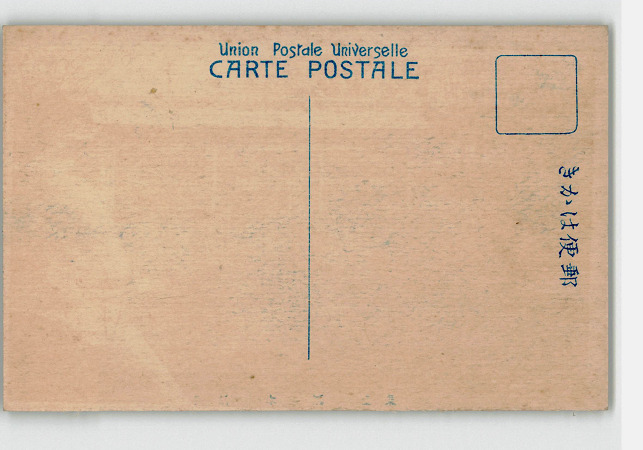 Union Postale Universelle
CARTE POSTALE
きかは便郵